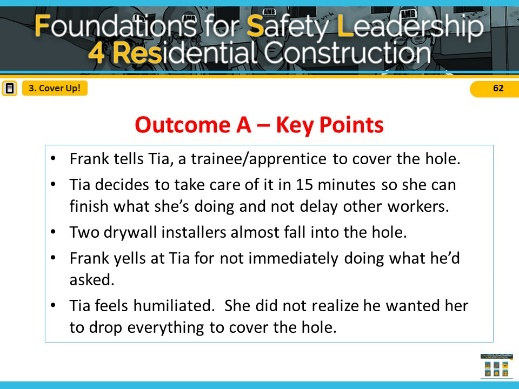 Foundations for Safety Leadership
4 Residential Construction
3. Cover Up!
62
Outcome A – Key Points
• Frank tells Tia, a trainee/apprentice to cover the hole.
• Tia decides to take care of it in 15 minutes so she can
finish what she's doing and not delay other workers.
• Two drywall installers almost fall into the hole.
• Frank yells at Tia for not immediately doing what he'd
asked.
• Tia feels humiliated.  She did not realize he wanted her
to drop everything to cover the hole.